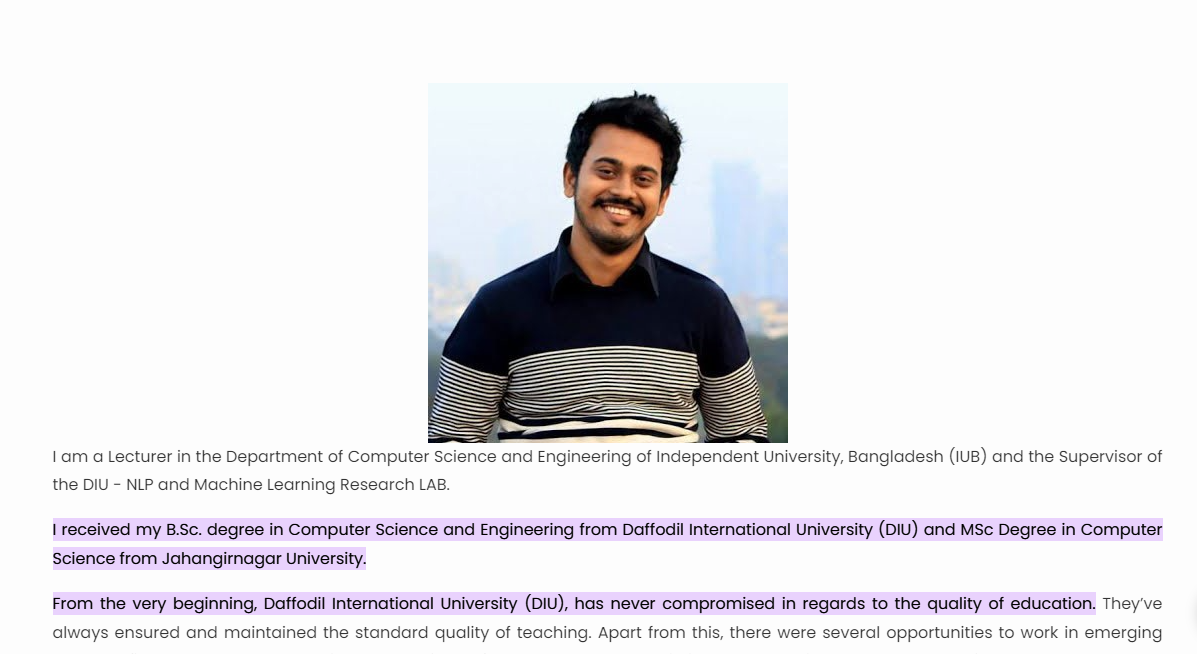 I am a Lecturer in the Department of Computer Science and Engineering of Independent University, Bangladesh (IUB) and the Supervisor of
the DIU - NLP and Machine Learning Research LAB.
I received my B.Sc. degree in Computer Science and Engineering from Daffodil International University (DIU) and MSc Degree in Computer
Science from Jahangirnagar University.
From the very beginning, Daffodil International University (DIU), has never compromised in regards to the quality of education. They’ve
always ensured and maintained the standard quality of teaching. Apart from this, there were several opportunities to work in emerging